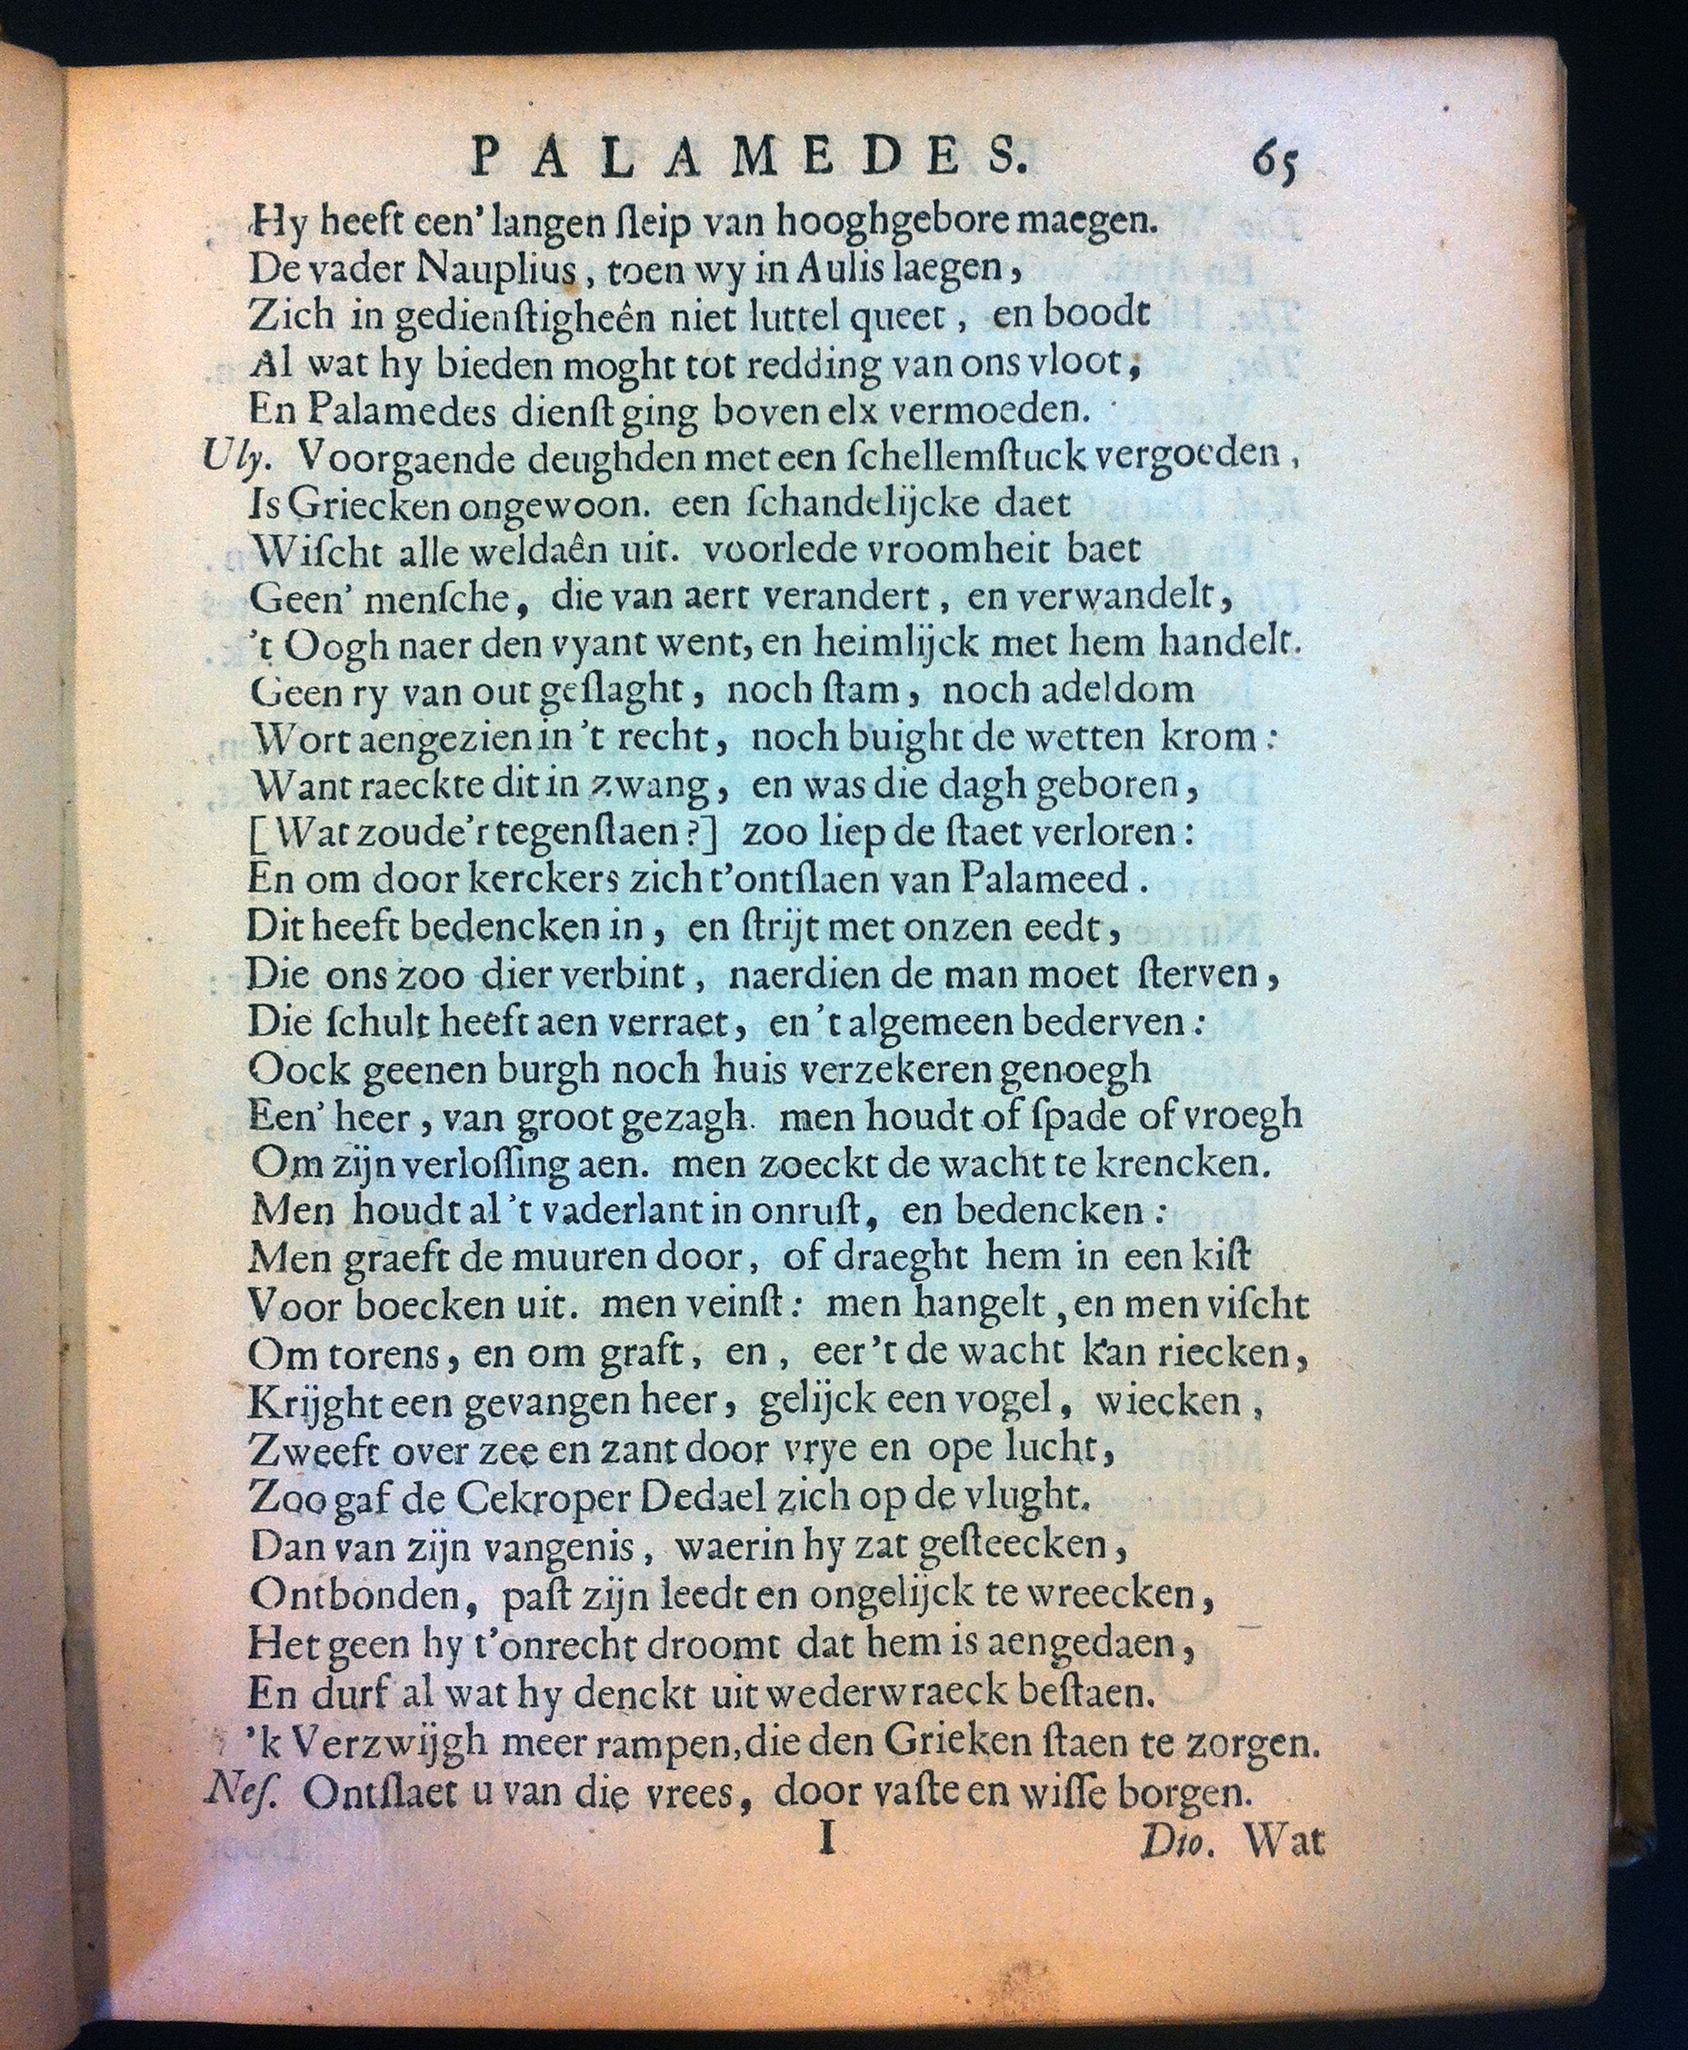 PALAMEDES. 65
Hy heeft een' langen ſleip van hooghgebore maegen.
De vader Nauplius, toen wy in Aulis laegen,
Zich in gedienſtigheên niet luttel queet, en boodt
Al wat hy bieden moght tot redding van ons vloot;
En Palamedes dienſt ging boven elx vermoeden.
Uly. Voorgaende deughden met een ſchellemſtuck vergoeden,
Is Griecken ongewoon. een ſchandelijcke daet
Wiſcht alle weldaên uit. voorlede vroomheit baet
Geen' menſche, die van aert verandert, en verwandelt,
't Oogh naer den vyant went, en heimlijck met hem handelt.
Geen ry van out geſlaght, noch ſtam, noch adeldom
Wort aengezien in 't recht, noch buight de wetten krom:
Want raeckte dit in zwang, en was die dagh geboren,
[Wat zoude'r tegenſtaen?] zoo liep de ſtaet verloren:
En om door kerckers zich t'ontſlaen van Palameed.
Dit heeft bedencken in, en ſtrijt met onzen eedt,
Die ons zoo dier verbint, naerdien de man moet ſterven,
Die ſchult heeft aen verraet, en 't algemeen bederven:
Oock geenen burgh noch huis verzekeren genoegh
Een' heer, van groot gezagh. men houdt of ſpade of vroegh
Om zijn verloſſing aen. men zoeckt de wacht te krencken.
Men houdt al 't vaderlant in onruſt, en bedencken:
Men graeft de muuren door, of draeght hem in een kiſt
Voor boecken uit. men veinſt: men hangelt, en men viſcht
Om torens, en om graft, en, eer't de wacht kan riecken,
Krijght een gevangen heer, gelijck een vogel, wiecken,
Zweeft over zee en zant door vrye en ope lucht,
Zoo gaf de Cekroper Dedael zich op de vlught.
Dan van zijn vangenis, waerin hy zat geſteecken,
Ontbonden, paſt zijn leedt en ongelijck te wreecken,
Het geen hy t'onrecht droomt dat hem is aengedaen,
En durf al wat hy denckt uit wederwraeck beſtaen.
'k Verzwijgh meer rampen, die den Grieken ſtaen te zorgen.
Neſ. Ontſlaet u van die vrees, door vaſte en wiſſe borgen.
I Dio. Wat